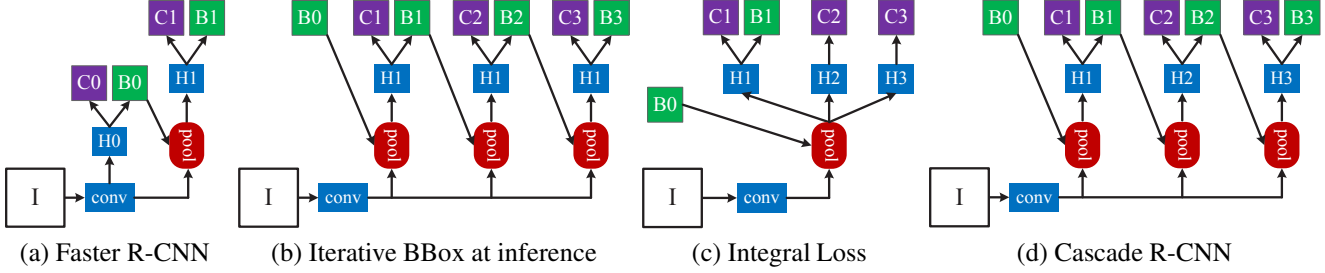 C1 B1
C0 B0 H1
H0 pool
I conv
(a) Faster R-CNN
B0 C1 B1 C2 B2 C3 B3
H1 H1 H1
pool pool pool
I conv
(b) Iterative BBox at inference
C1 B1 C2 C3
H1 H2 H3
B0
pool
I conv
(c) Integral Loss
B0 C1 B1 C2 B2 C3 B3
H1 H2 H3
pool pool pool
I conv
(d) Cascade R-CNN